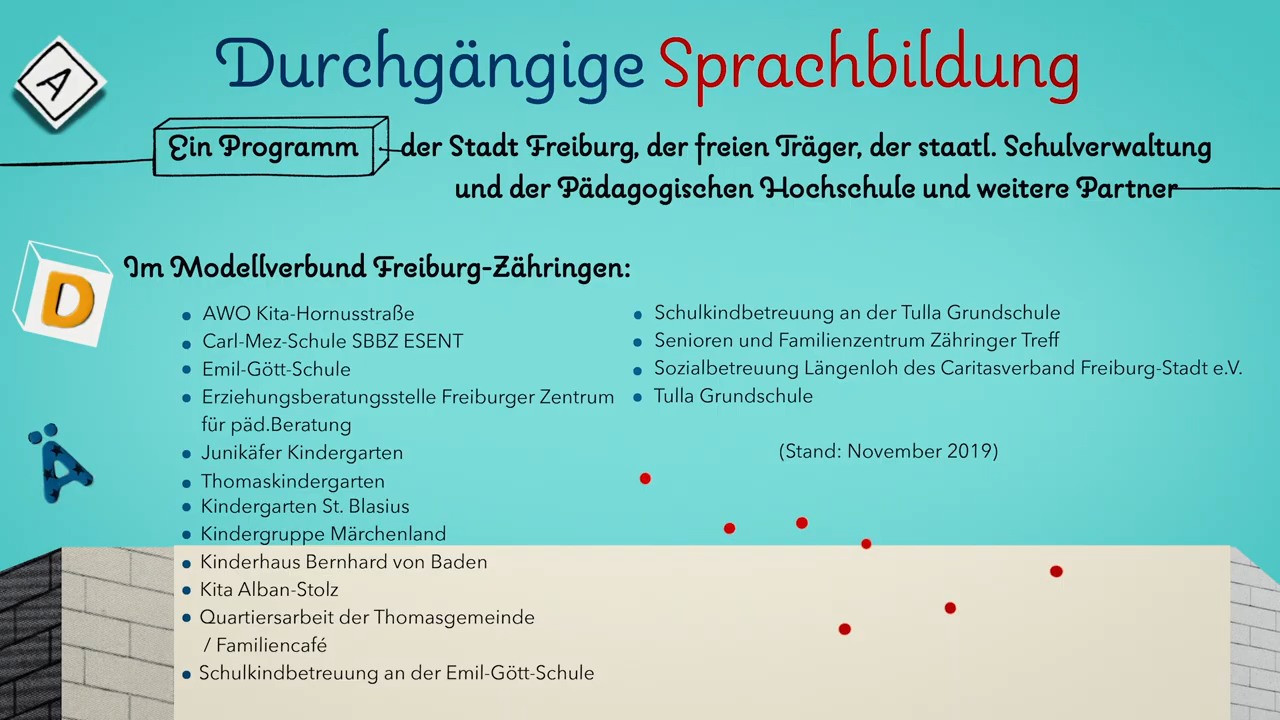 A
Durchgängige Sprachbildung
Ein Programm der Stadt Freiburg, der freien Träger, der staatl. Schulverwaltung
und der Pädagogischen Hochschule und weitere Partner
D
Im Modellverbund Freiburg-Zähringen:
• AWO Kita-Hornusstraße
• Carl-Mez-Schule SBBZ ESENT
• Emil-Gött-Schule
• Erziehungsberatungsstelle Freiburger Zentrum
für päd.Beratung
• Junikäfer Kindergarten
• Thomaskindergarten
• Kindergarten St. Blasius
• Kindergruppe Märchenland
• Kinderhaus Bernhard von Baden
• Kita Alban-Stolz
• Quartiersarbeit der Thomasgemeinde
/ Familiencafé
• Schulkindbetreuung an der Emil-Gött-Schule
• Schulkindbetreuung an der Tulla Grundschule
• Senioren und Familienzentrum Zähringer Treff
• Sozialbetreuung Längenloh des Caritasverband Freiburg-Stadt e.V.
• Tulla Grundschule
(Stand: November 2019)
Ä